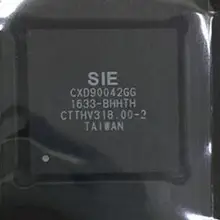 SIE
CXD90042GG
1633-BHHTH
CTTHV318.00-2
TAIWAN